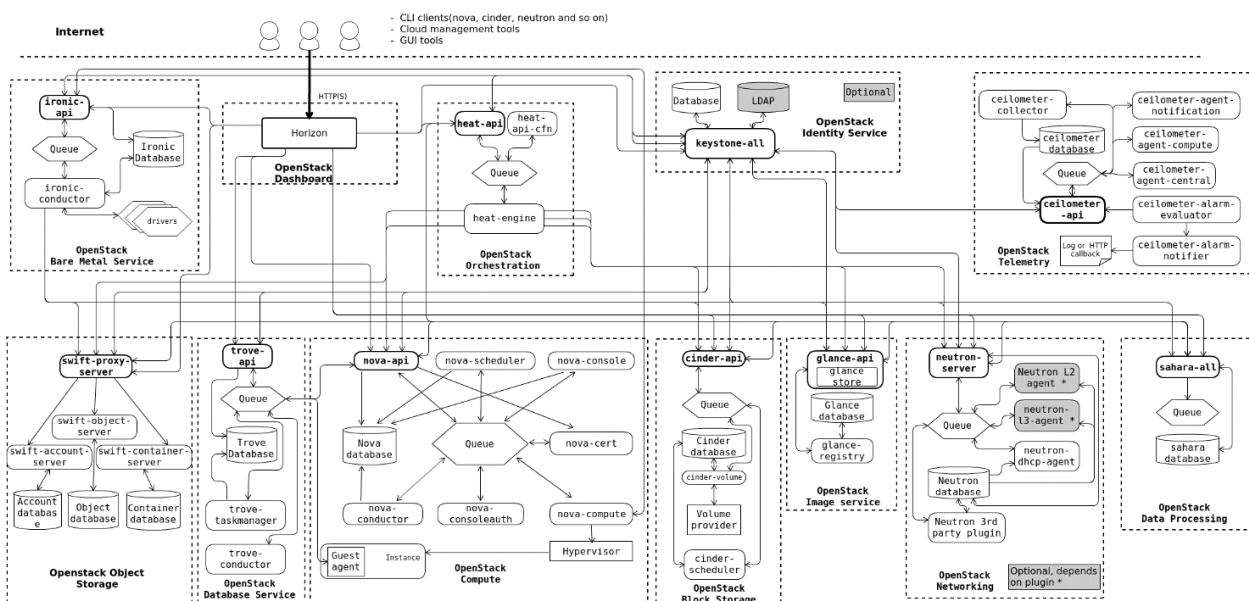 Internet
- CLI clients(nova, cinder, neutron and so on)
- Cloud management tools
- GUI tools
HTTP(S)
ironic-
api
Queue
Ironic
Database
ironic-
conductor
drivers
OpenStack
Bare Metal Service
Horizon
OpenStack
Dashboard
heat-api
heat-
api-cfn
Queue
heat-engine
OpenStack
Orchestration
Database
LDAP
Optional
keystone-all
OpenStack
Identity Service
ceilometer-
collector
ceilometer
database
Queue
ceilometer
-api
ceilometer-agent-
notification
ceilometer-
agent-compute
ceilometer-
agent-central
ceilometer-alarm-
evaluator
ceilometer-alarm-
notifier
Log or HTTP
callback
OpenStack
Telemetry
swift-proxy-
server
swift-object-
server
swift-account-
server
swift-container-
server
Account
databas
e
Object
database
Container
database
Openstack Object
Storage
trove-
api
Queue
Trove
Database
trove-
taskmanager
trove-
conductor
OpenStack
Database Service
nova-api
nova-scheduler
nova-console
Nova
database
Queue
nova-cert
nova-
conductor
nova-
consoleauth
nova-compute
Hypervisor
Guest
agent
Instance
OpenStack
Compute
cinder-api
Queue
Cinder
database
cinder-volume
Volume
provider
cinder-
scheduler
OpenStack
Block Storage
glance-api
glance
store
Glance
database
glance-
registry
OpenStack
Image service
neutron-
server
Neutron L2
agent *
neutron-
l3-agent *
Queue
neutron-
dhcp-agent
Neutron
database
Neutron 3rd
party plugin
OpenStack
Networking
Optional, depends
on plugin *
sahara-all
Queue
sahara
database
OpenStack
Data Processing